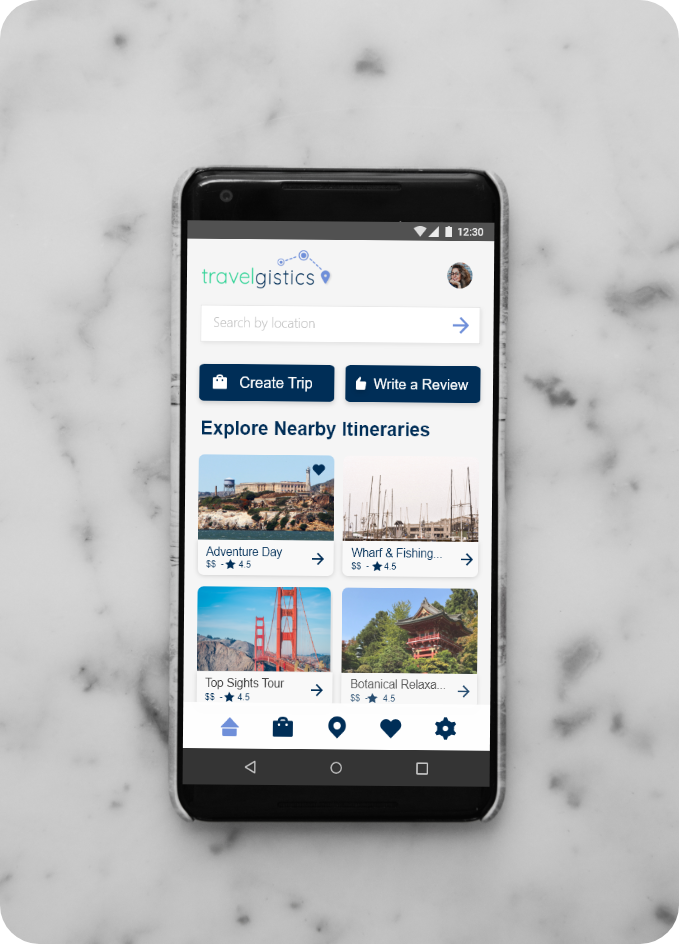 12:30
travelgistics
Search by location
Create Trip
Write a Review
Explore Nearby Itineraries
Adventure Day
$$ - 4.5
Wharf & Fishing...
$$ - 4.5
Top Sights Tour
$$ - 4.5
Botanical Relaxa...
$$ - 4.5